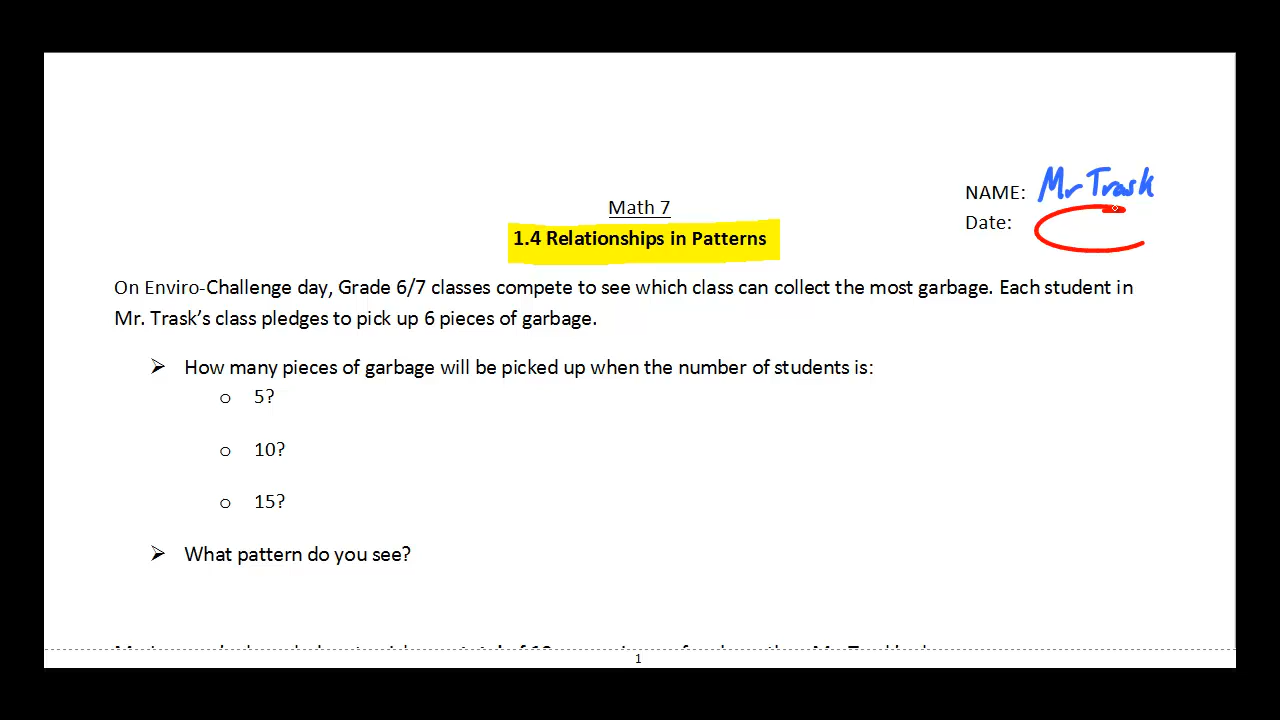 NAME: Mr Trask
Math 7
Date:
1.4 Relationships in Patterns
On Enviro-Challenge day, Grade 6/7 classes compete to see which class can collect the most garbage. Each student in
Mr. Trask’s class pledges to pick up 6 pieces of garbage.
➢ How many pieces of garbage will be picked up when the number of students is:
o 5?
o 10?
o 15?
➢ What pattern do you see?
1